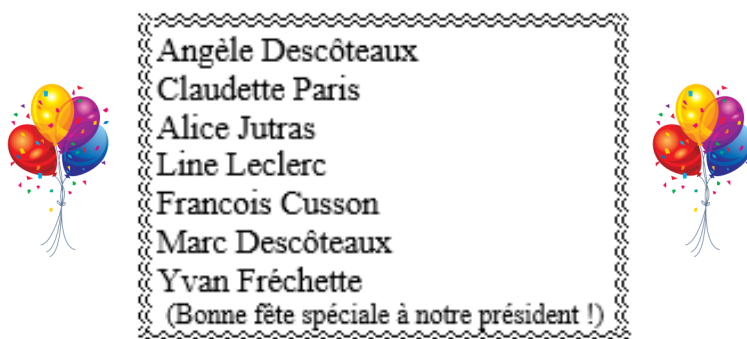 Angèle Descôteaux
Claudette Paris
Alice Jutras
Line Leclerc
Francois Cusson
Marc Descôteaux
Yvan Fréchette
(Bonne fête spéciale à notre président !)